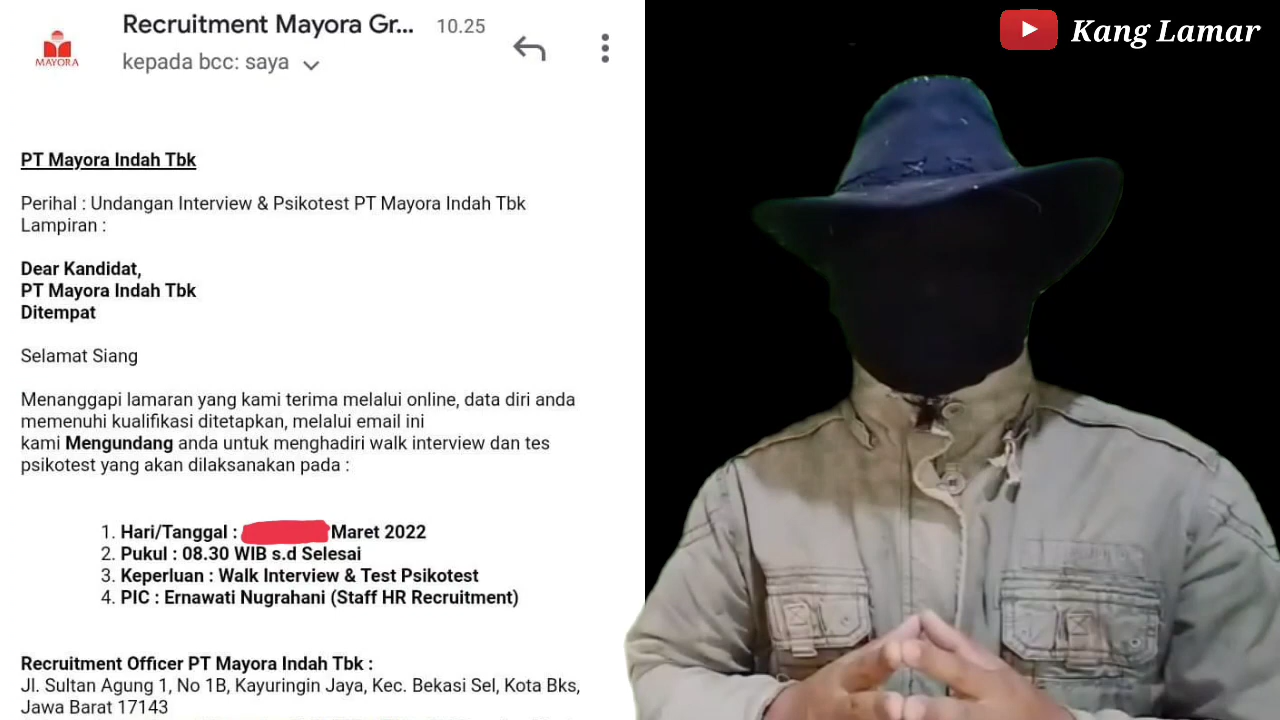 Recruitment Mayora Gr... 10.25
MAYORA
kepada bcc: saya
PT Mayora Indah Tbk
Perihal : Undangan Interview & Psikotest PT Mayora Indah Tbk
Lampiran :
Dear Kandidat,
PT Mayora Indah Tbk
Ditempat
Selamat Siang
Menanggapi lamaran yang kami terima melalui online, data diri anda
memenuhi kualifikasi ditetapkan, melalui email ini
kami Mengundang anda untuk menghadiri walk interview dan tes
psikotest yang akan dilaksanakan pada :
1. Hari/Tanggal : Maret 2022
2. Pukul : 08.30 WIB s.d Selesai
3. Keperluan : Walk Interview & Test Psikotest
4. PIC : Ernawati Nugrahani (Staff HR Recruitment)
Recruitment Officer PT Mayora Indah Tbk :
Jl. Sultan Agung 1, No 1B, Kayuringin Jaya, Kec. Bekasi Sel, Kota Bks,
Jawa Barat 17143
Kang Lamar